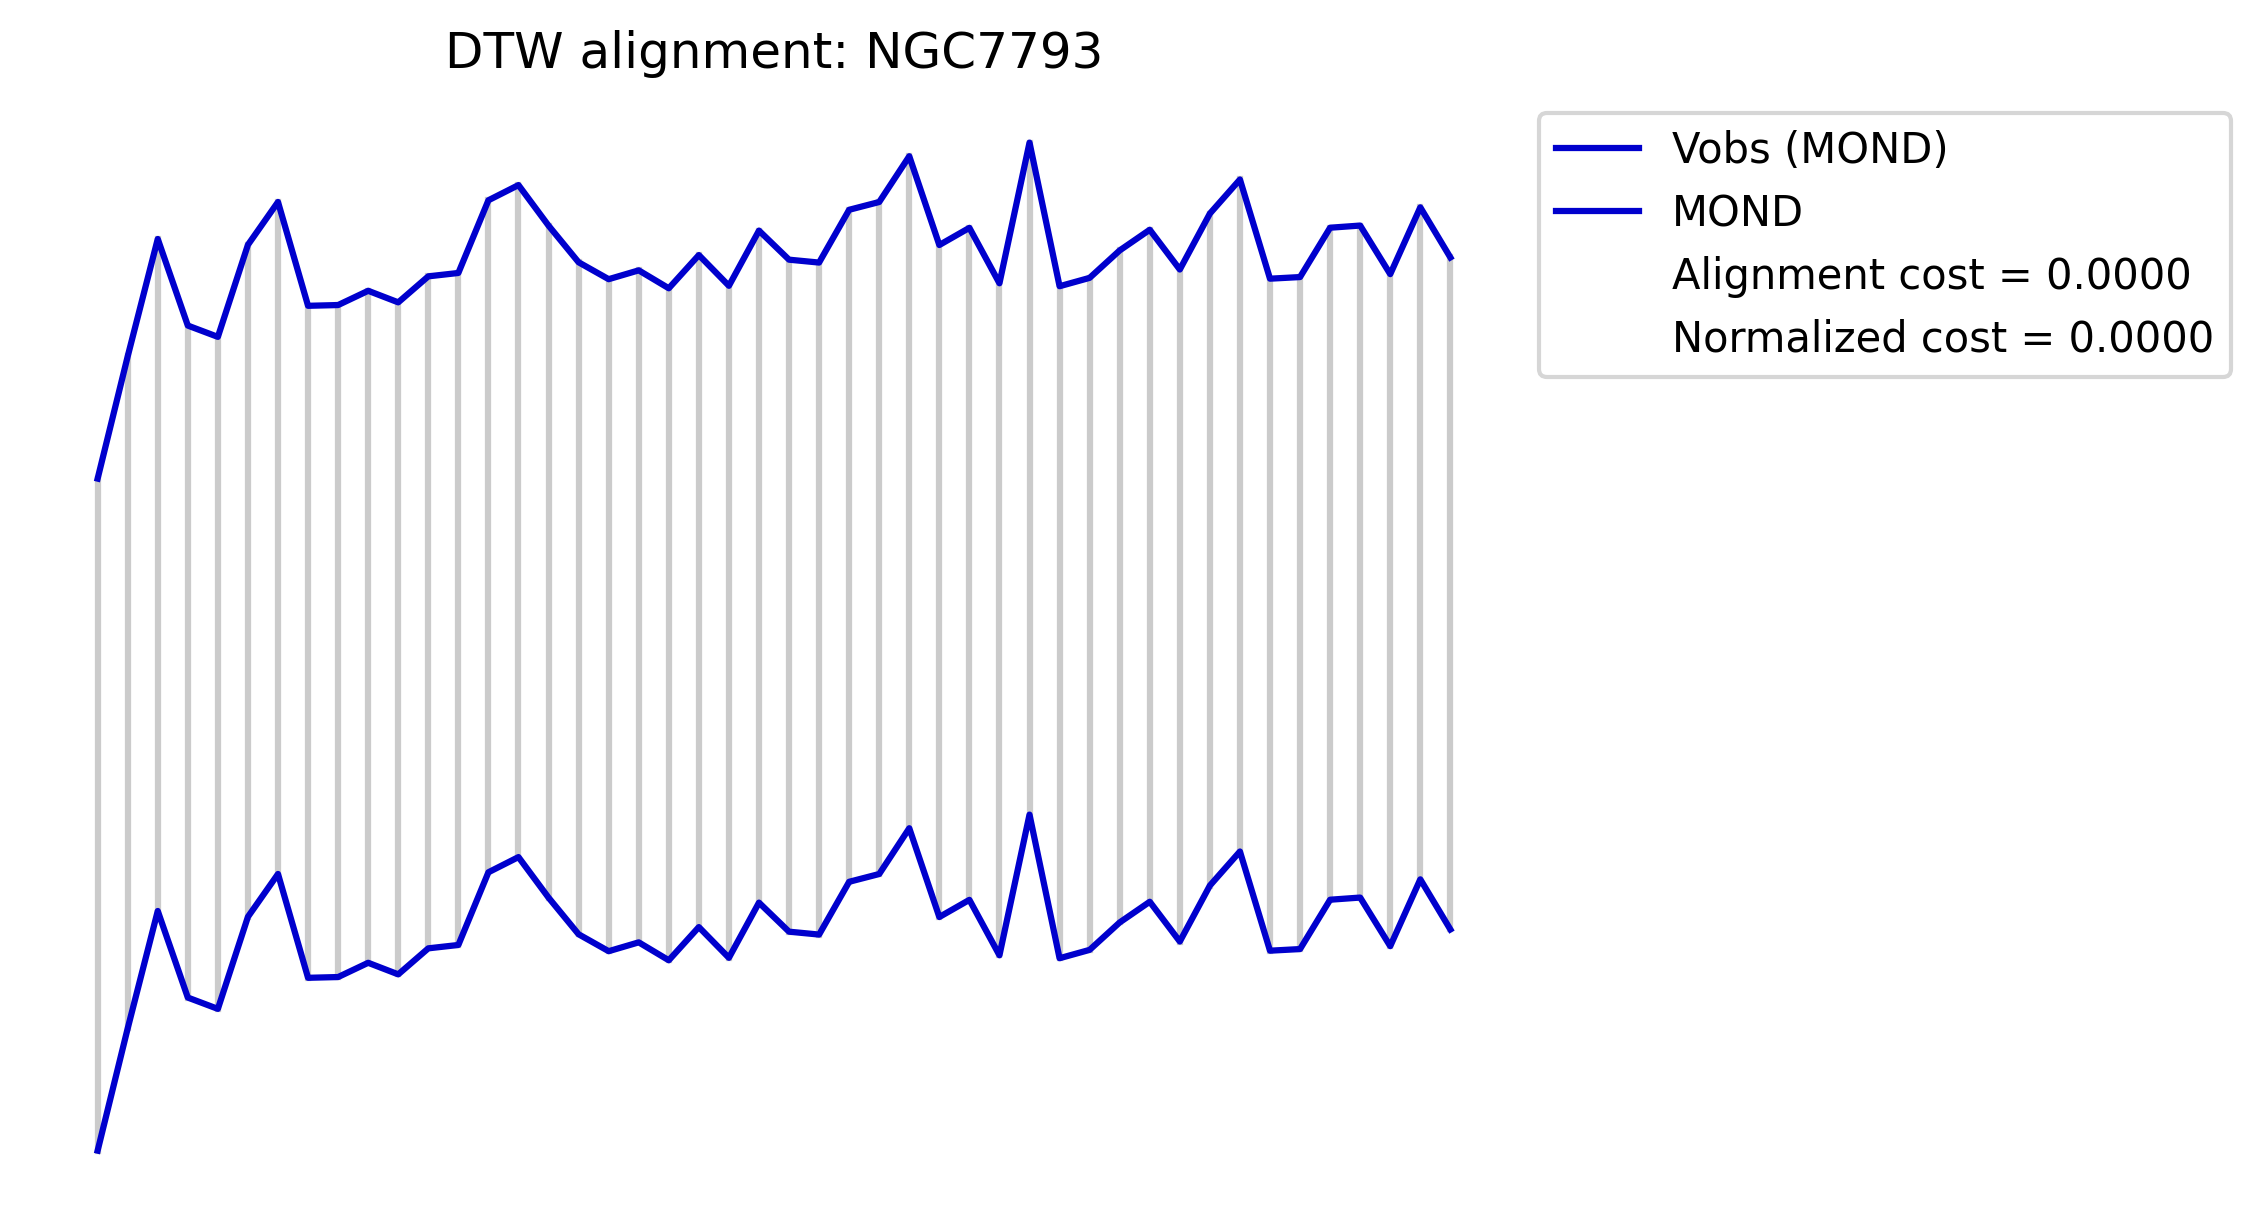 DTW alignment: NGC7793
Vobs (MOND)
MOND
Alignment cost = 0.0000
Normalized cost = 0.0000